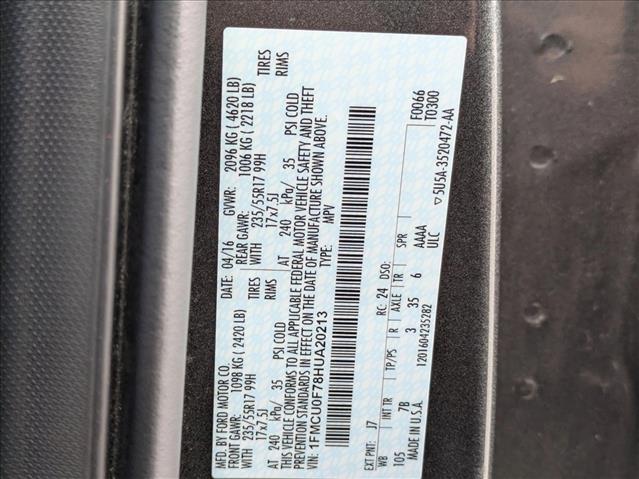 MFD. BY FORD MOTOR CO.
DATE: 04/16 GVWR: 2096 KG ( 4620 LB)
FRONT GAWR: 1098 KG ( 2420 LB) REAR GAWR: 1006 KG ( 2218 LB)
235/55R17 99H TIRES WITH 235/55R17 99H TIRES
17x7.5J RIMS 17x7.5J RIMS
AT 240 kPa/ 35 PSI COLD AT 240 kPa/ 35 PSI COLD
THIS VEHICLE CONFORMS TO ALL APPLICABLE FEDERAL MOTOR VEHICLE SAFETY AND THEFT
PREVENTION STANDARDS IN EFFECT ON THE DATE OF MANUFACTURE SHOWN ABOVE.
VIN: 1FMCU0F78HUA20213 TYPE: MPV
F0066
T0300
EXT PNT: J7 RC: 24 DSO:
WB INT TR TP/PS R AXLE TR SPR
105 7B 3 35 6 AAAA
MADE IN U.S.A. 1201604235282 ULC
▽5U5A-3520472-AA